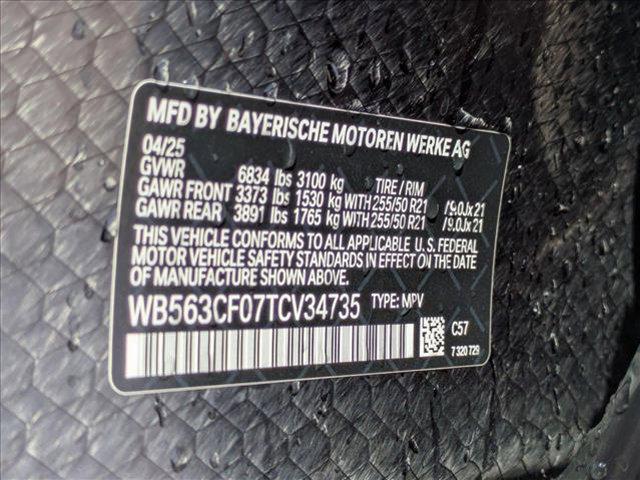 MFD BY BAYERISCHE MOTOREN WERKE AG
04/25
GVWR 6834 lbs 3100 kg TIRE / RIM
GAWR FRONT 3373 lbs 1530 kg WITH 255/50 R21 /9.0Jx21
GAWR REAR 3891 lbs 1765 kg WITH 255/50 R21 /9.0Jx21
THIS VEHICLE CONFORMS TO ALL APPLICABLE U.S. FEDERAL
MOTOR VEHICLE SAFETY STANDARDS IN EFFECT ON THE DATE
OF MANUFACTURE SHOWN ABOVE.
WB563CF07TCV34735 TYPE: MPV
C57
7 320 729